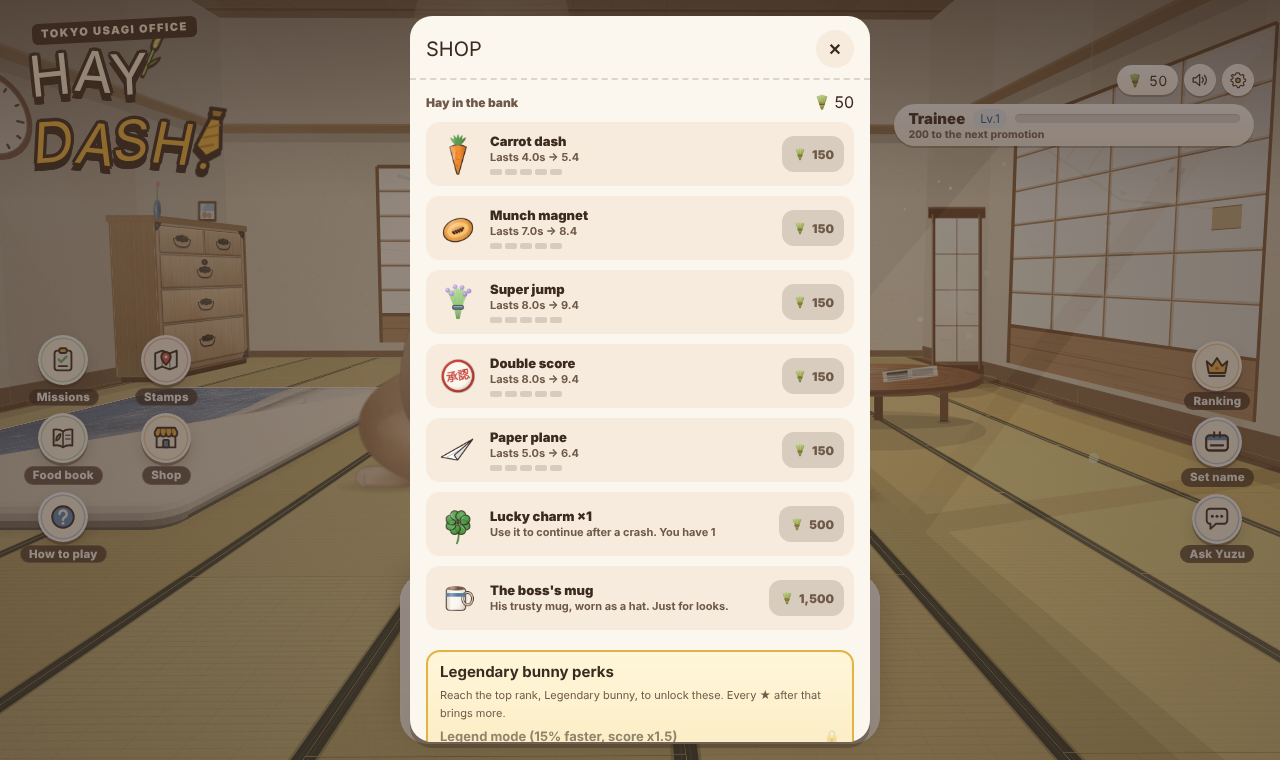 TOKYO USAGI OFFICE
HAY
DASH!
SHOP
Hay in the bank
50
Carrot dash
Lasts 4.0s → 5.4
150
Munch magnet
Lasts 7.0s → 8.4
150
Super jump
Lasts 8.0s → 9.4
150
承認
Double score
Lasts 8.0s → 9.4
150
Paper plane
Lasts 5.0s → 6.4
150
Lucky charm ×1
Use it to continue after a crash. You have 1
500
The boss's mug
His trusty mug, worn as a hat. Just for looks.
1,500
Legendary bunny perks
Reach the top rank, Legendary bunny, to unlock these. Every ★ after that
brings more.
Legend mode (15% faster, score x1.5)
50
Trainee Lv.1
200 to the next promotion
Missions
Stamps
Food book
Shop
How to play
Ranking
Set name
Ask Yuzu